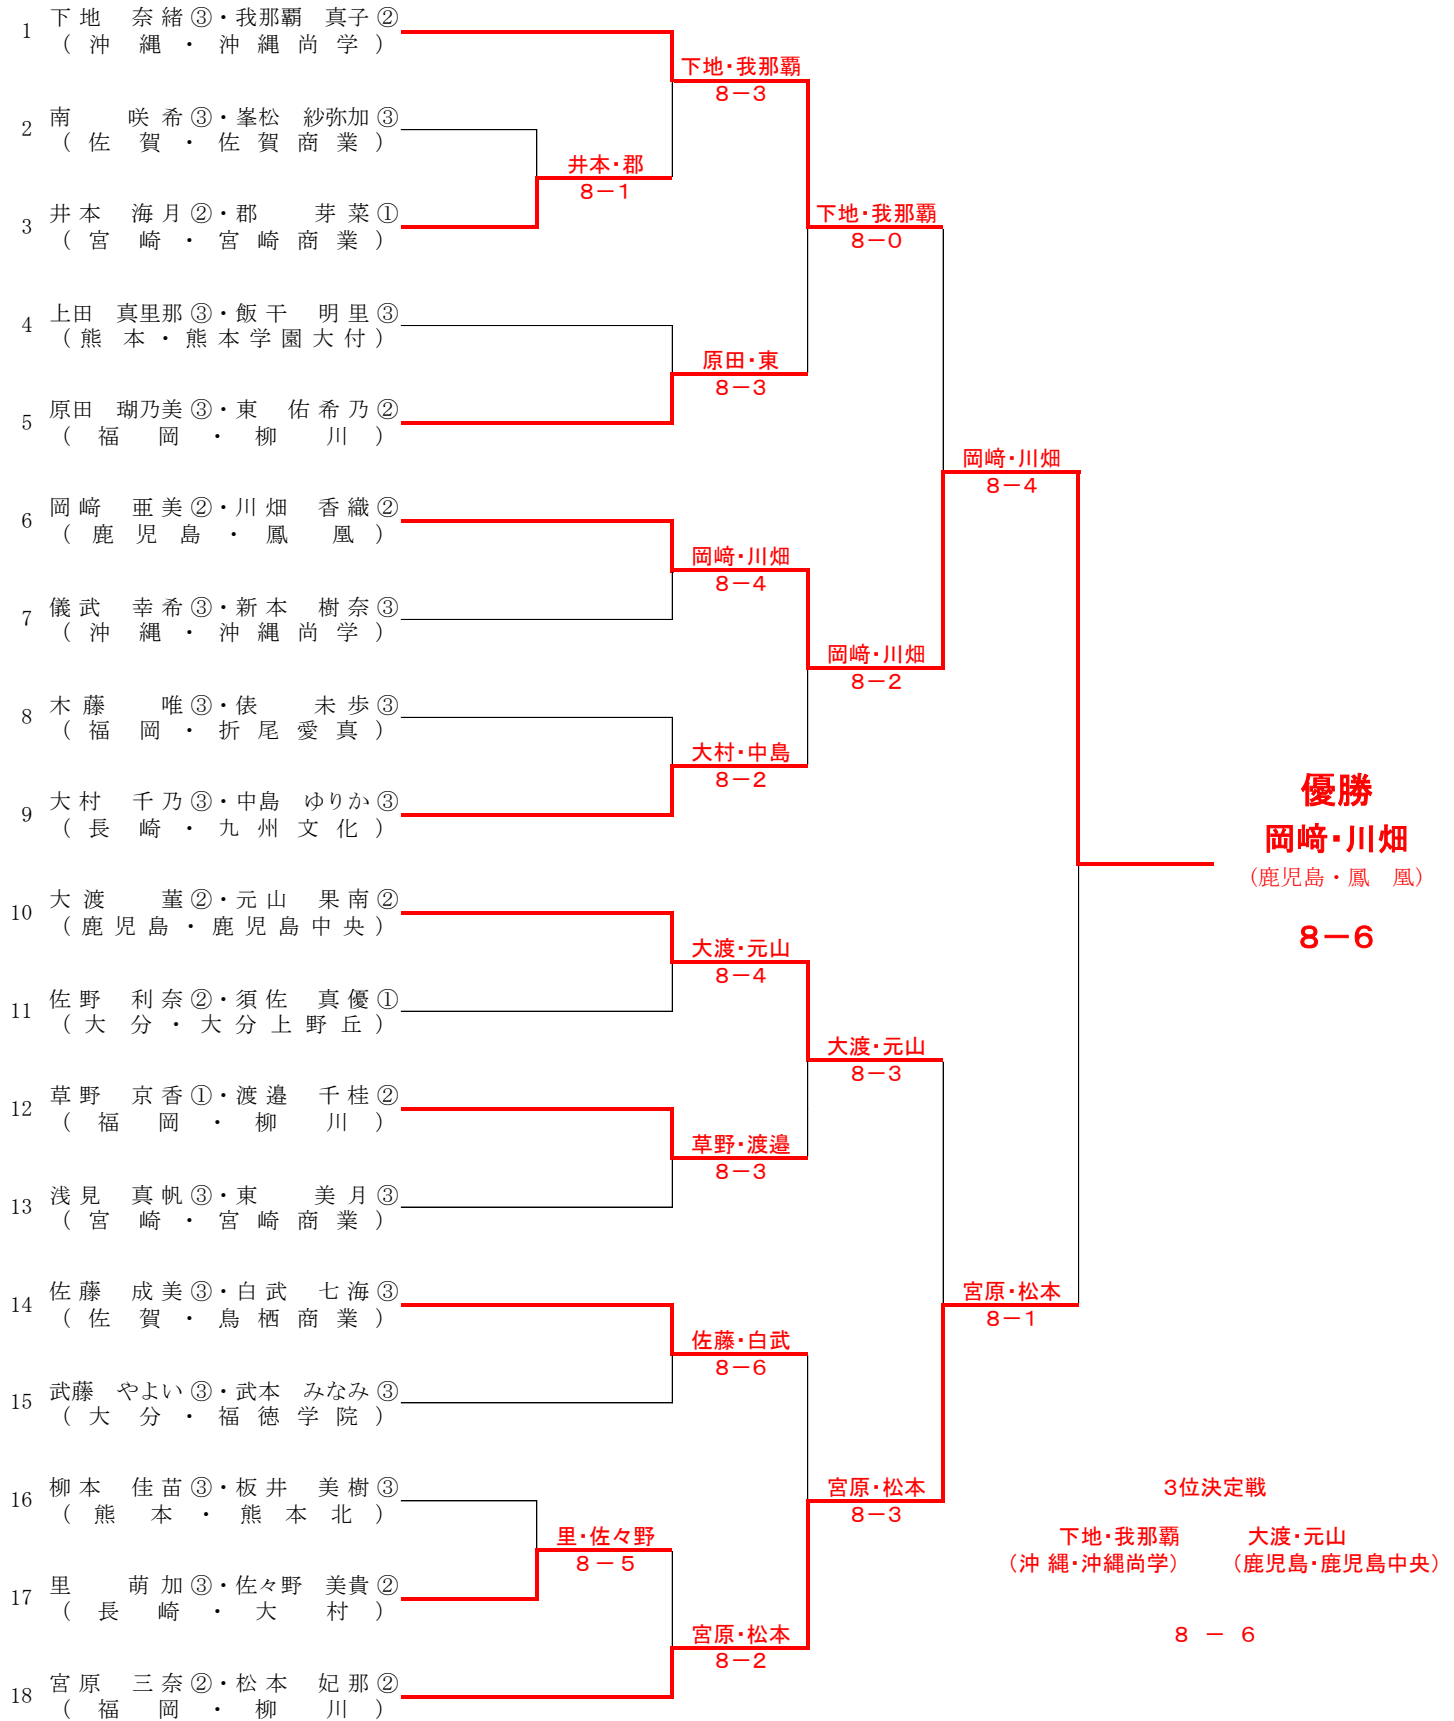 1 下地 奈緒③・我那覇 真子②
(沖縄・沖縄尚学)
2 南 咲希③・峯松 紗弥加③
(佐賀・佐賀商業)
3 井本 海月②・郡 芽菜①
(宮崎・宮崎商業)
4 上田 真里那③・飯干 明里③
(熊本・熊本学園大付)
5 原田 瑚乃美③・東 佑希乃②
(福岡・柳川)
6 岡﨑 亜美②・川畑 香織②
(鹿児島・鳳凰)
7 儀武 幸希③・新本 樹奈③
(沖縄・沖縄尚学)
8 木藤 唯③・俵 未歩③
(福岡・折尾愛真)
9 大村 千乃③・中島 ゆりか③
(長崎・九州文化)
10 大渡 菫②・元山 果南②
(鹿児島・鹿児島中央)
11 佐野 利奈②・須佐 真優①
(大分・大分上野丘)
12 草野 京香①・渡邉 千桂②
(福岡・柳川)
13 浅見 真帆③・東 美月③
(宮崎・宮崎商業)
14 佐藤 成美③・白武 七海③
(佐賀・鳥栖商業)
15 武藤 やよい③・武本 みなみ③
(大分・福徳学院)
16 柳本 佳苗③・板井 美樹③
(熊本・熊本北)
17 里 萌加③・佐々野 美貴②
(長崎・大村)
18 宮原 三奈②・松本 妃那②
(福岡・柳川)
井本・郡
8－1
里・佐々野
8－5
下地・我那覇
8－3
原田・東
8－3
岡﨑・川畑
8－4
大村・中島
8－2
大渡・元山
8－4
草野・渡邉
8－3
佐藤・白武
8－6
宮原・松本
8－2
下地・我那覇
8－0
岡﨑・川畑
8－2
大渡・元山
8－3
宮原・松本
8－3
岡﨑・川畑
8－4
宮原・松本
8－1
優勝
岡﨑・川畑
(鹿児島・鳳 凰)
8－6
3位決定戦
下地・我那覇 大渡・元山
(沖 縄・沖縄尚学) (鹿児島・鹿児島中央)
8 － 6